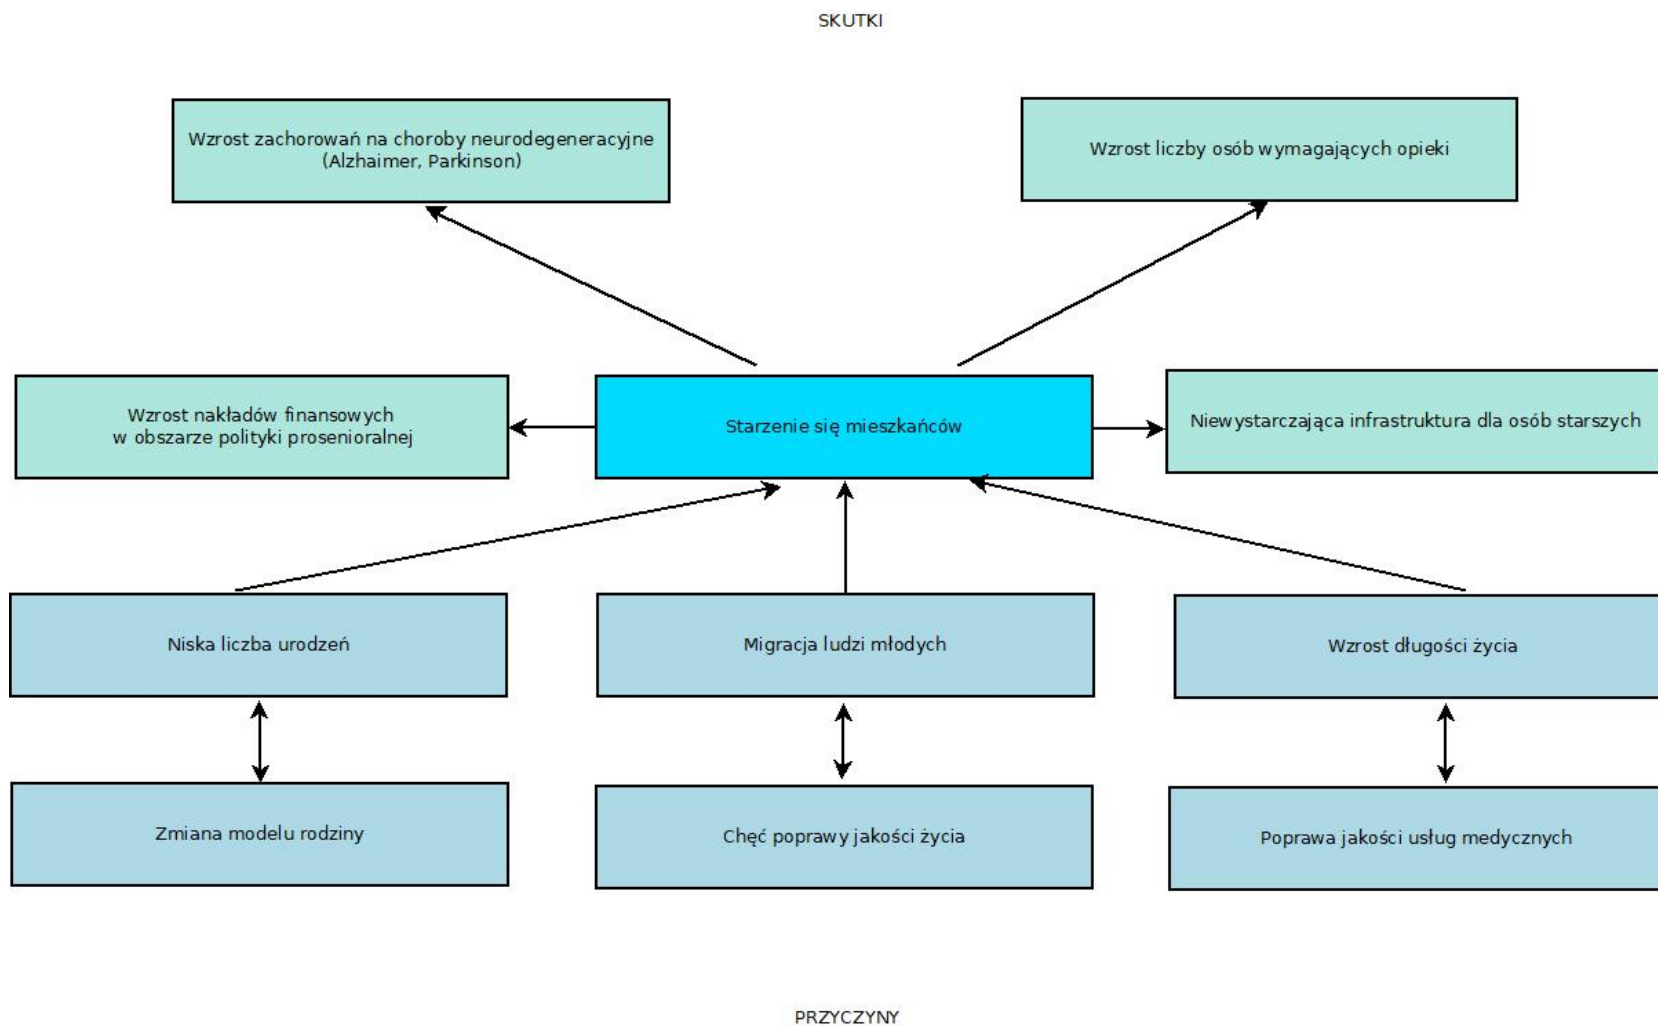 SKUTKI
Wzrost zachorowań na choroby neurodegeneracyjne
(Alzhaimer, Parkinson)
Wzrost liczby osób wymagających opieki
Wzrost nakładów finansowych
w obszarze polityki prosenioralnej
Starzenie się mieszkańców
Niewystarczająca infrastruktura dla osób starszych
Niska liczba urodzeń
Migracja ludzi młodych
Wzrost długości życia
Zmiana modelu rodziny
Chęć poprawy jakości życia
Poprawa jakości usług medycznych
PRZYCZYNY